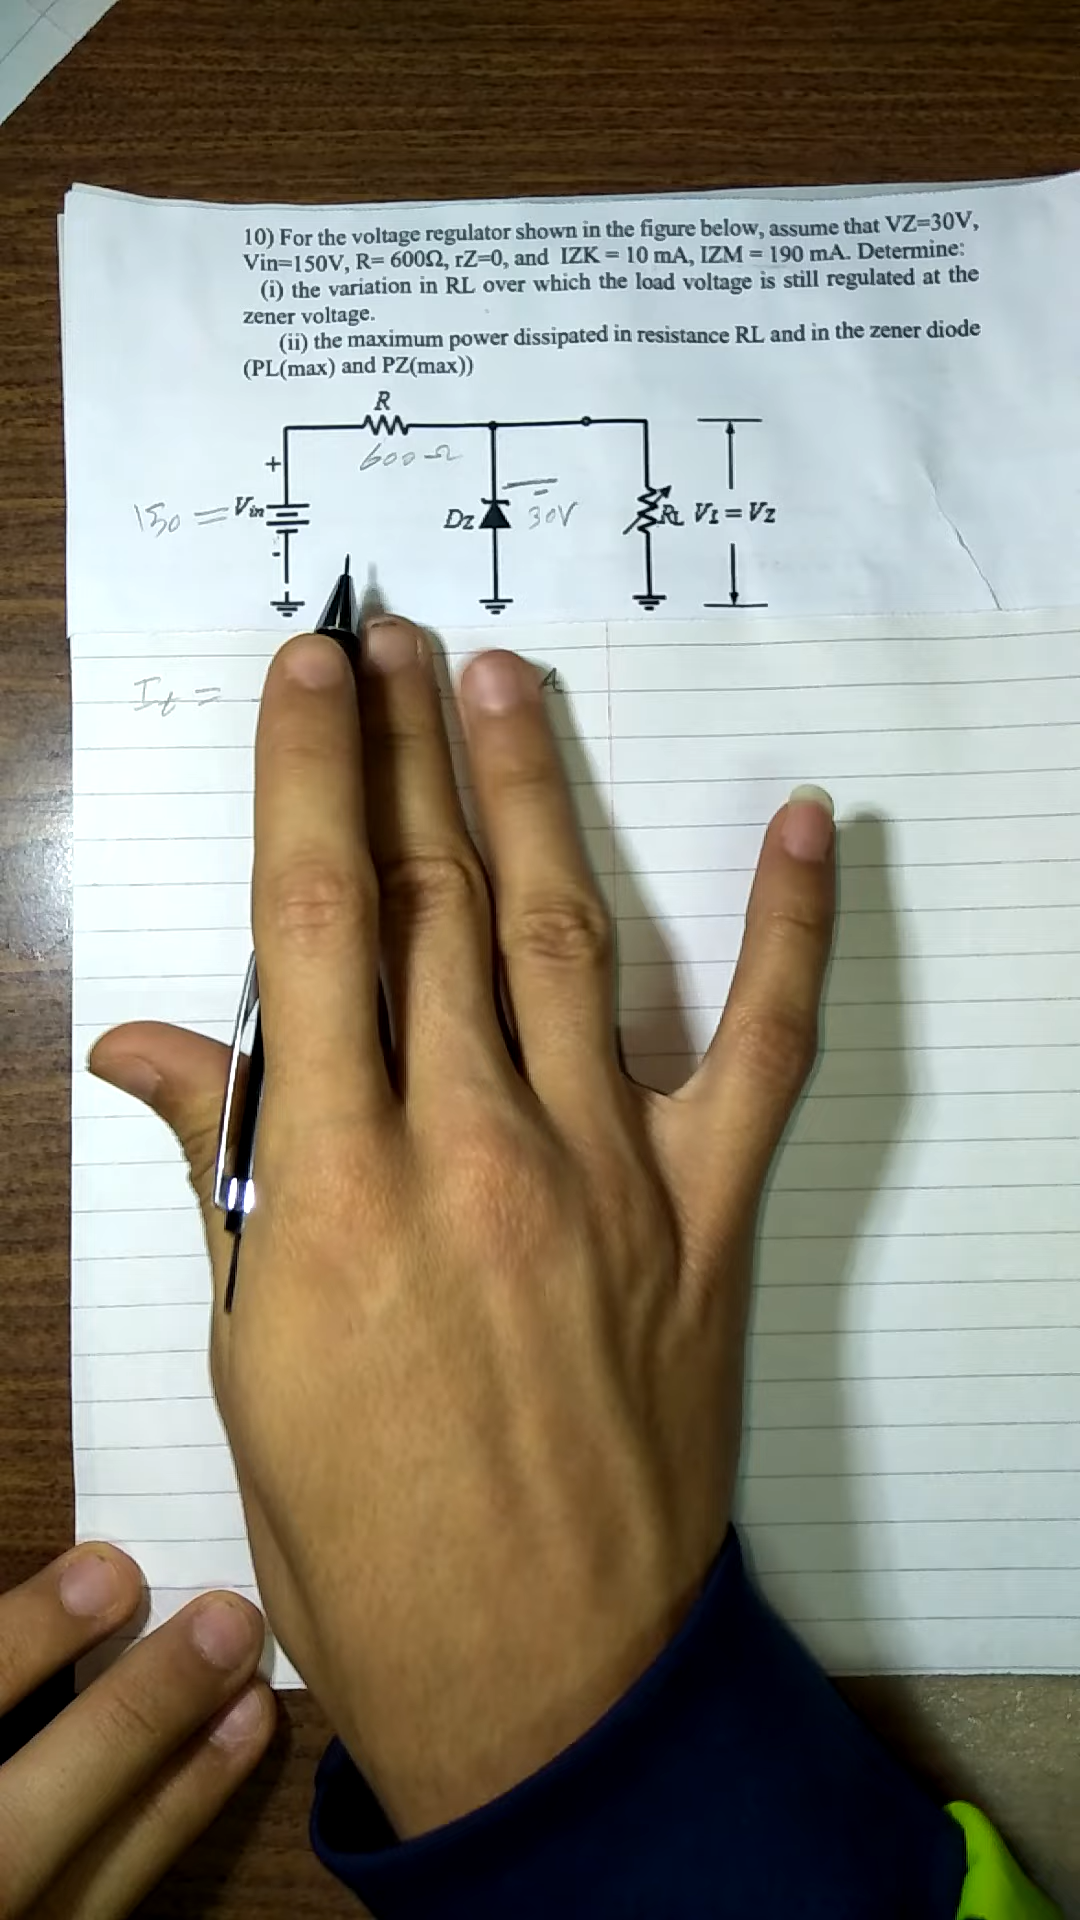 10) For the voltage regulator shown in the figure below, assume that VZ=30V,
Vin=150V, R= 600Ω, rZ=0, and IZK = 10 mA, IZM = 190 mA. Determine:
(i) the variation in RL over which the load voltage is still regulated at the
zener voltage.
(ii) the maximum power dissipated in resistance RL and in the zener diode
(PL(max) and PZ(max))
R
600Ω
+
150 = Vin
-
Dz
30V
RL
VI = VZ
It =
A